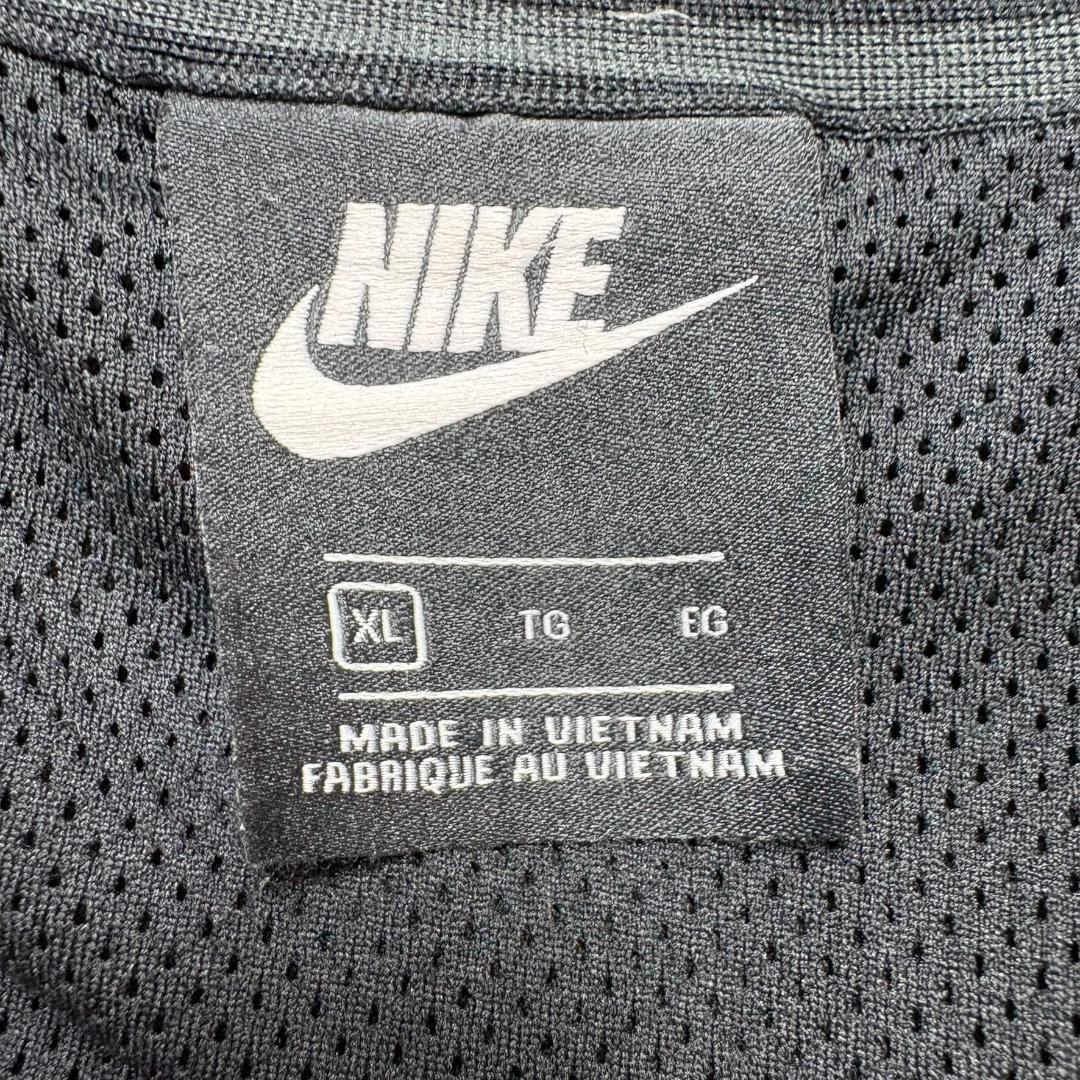 NIKE
XL TG EG
MADE IN VIETNAM
FABRIQUE AU VIETNAM